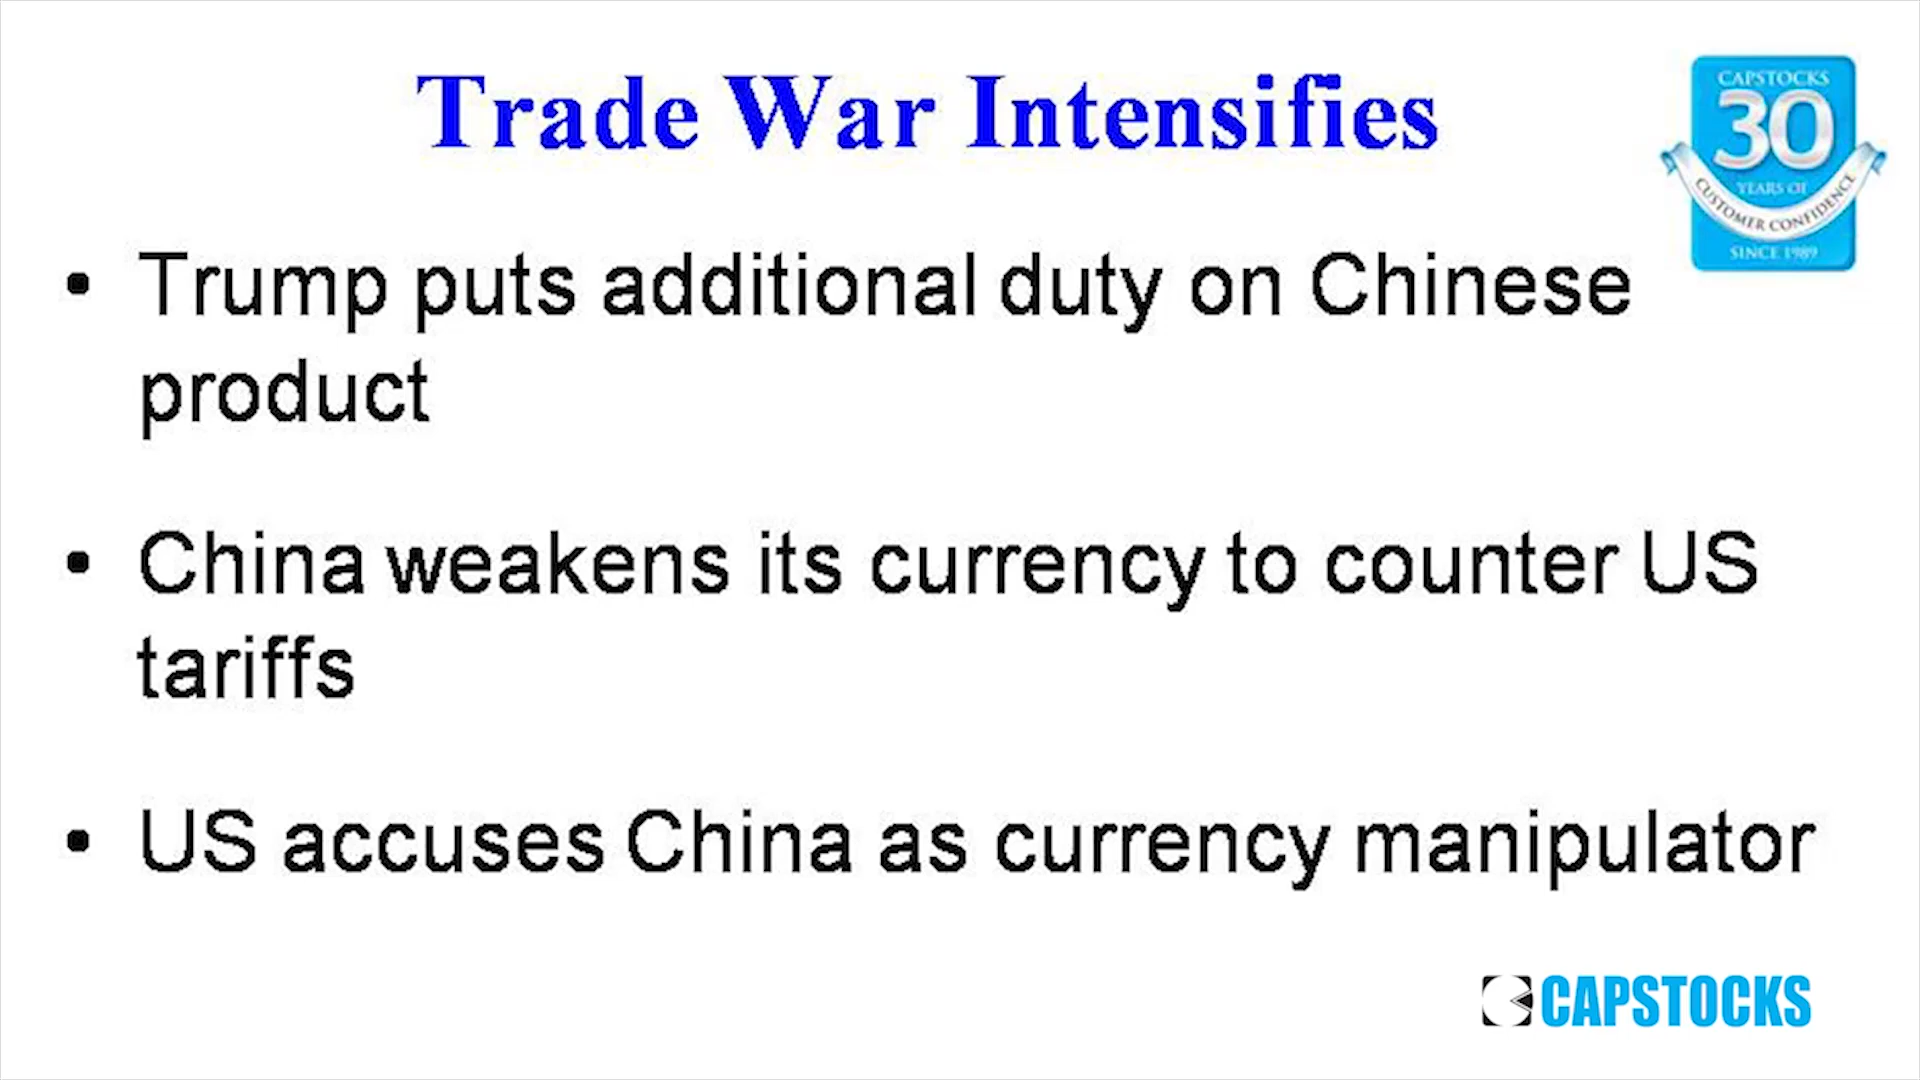 Trade War Intensifies
CAPSTOCKS
30
YEARS OF
CUSTOMER CONFIDENCE
SINCE 1989
• Trump puts additional duty on Chinese
product
• China weakens its currency to counter US
tariffs
• US accuses China as currency manipulator
CAPSTOCKS